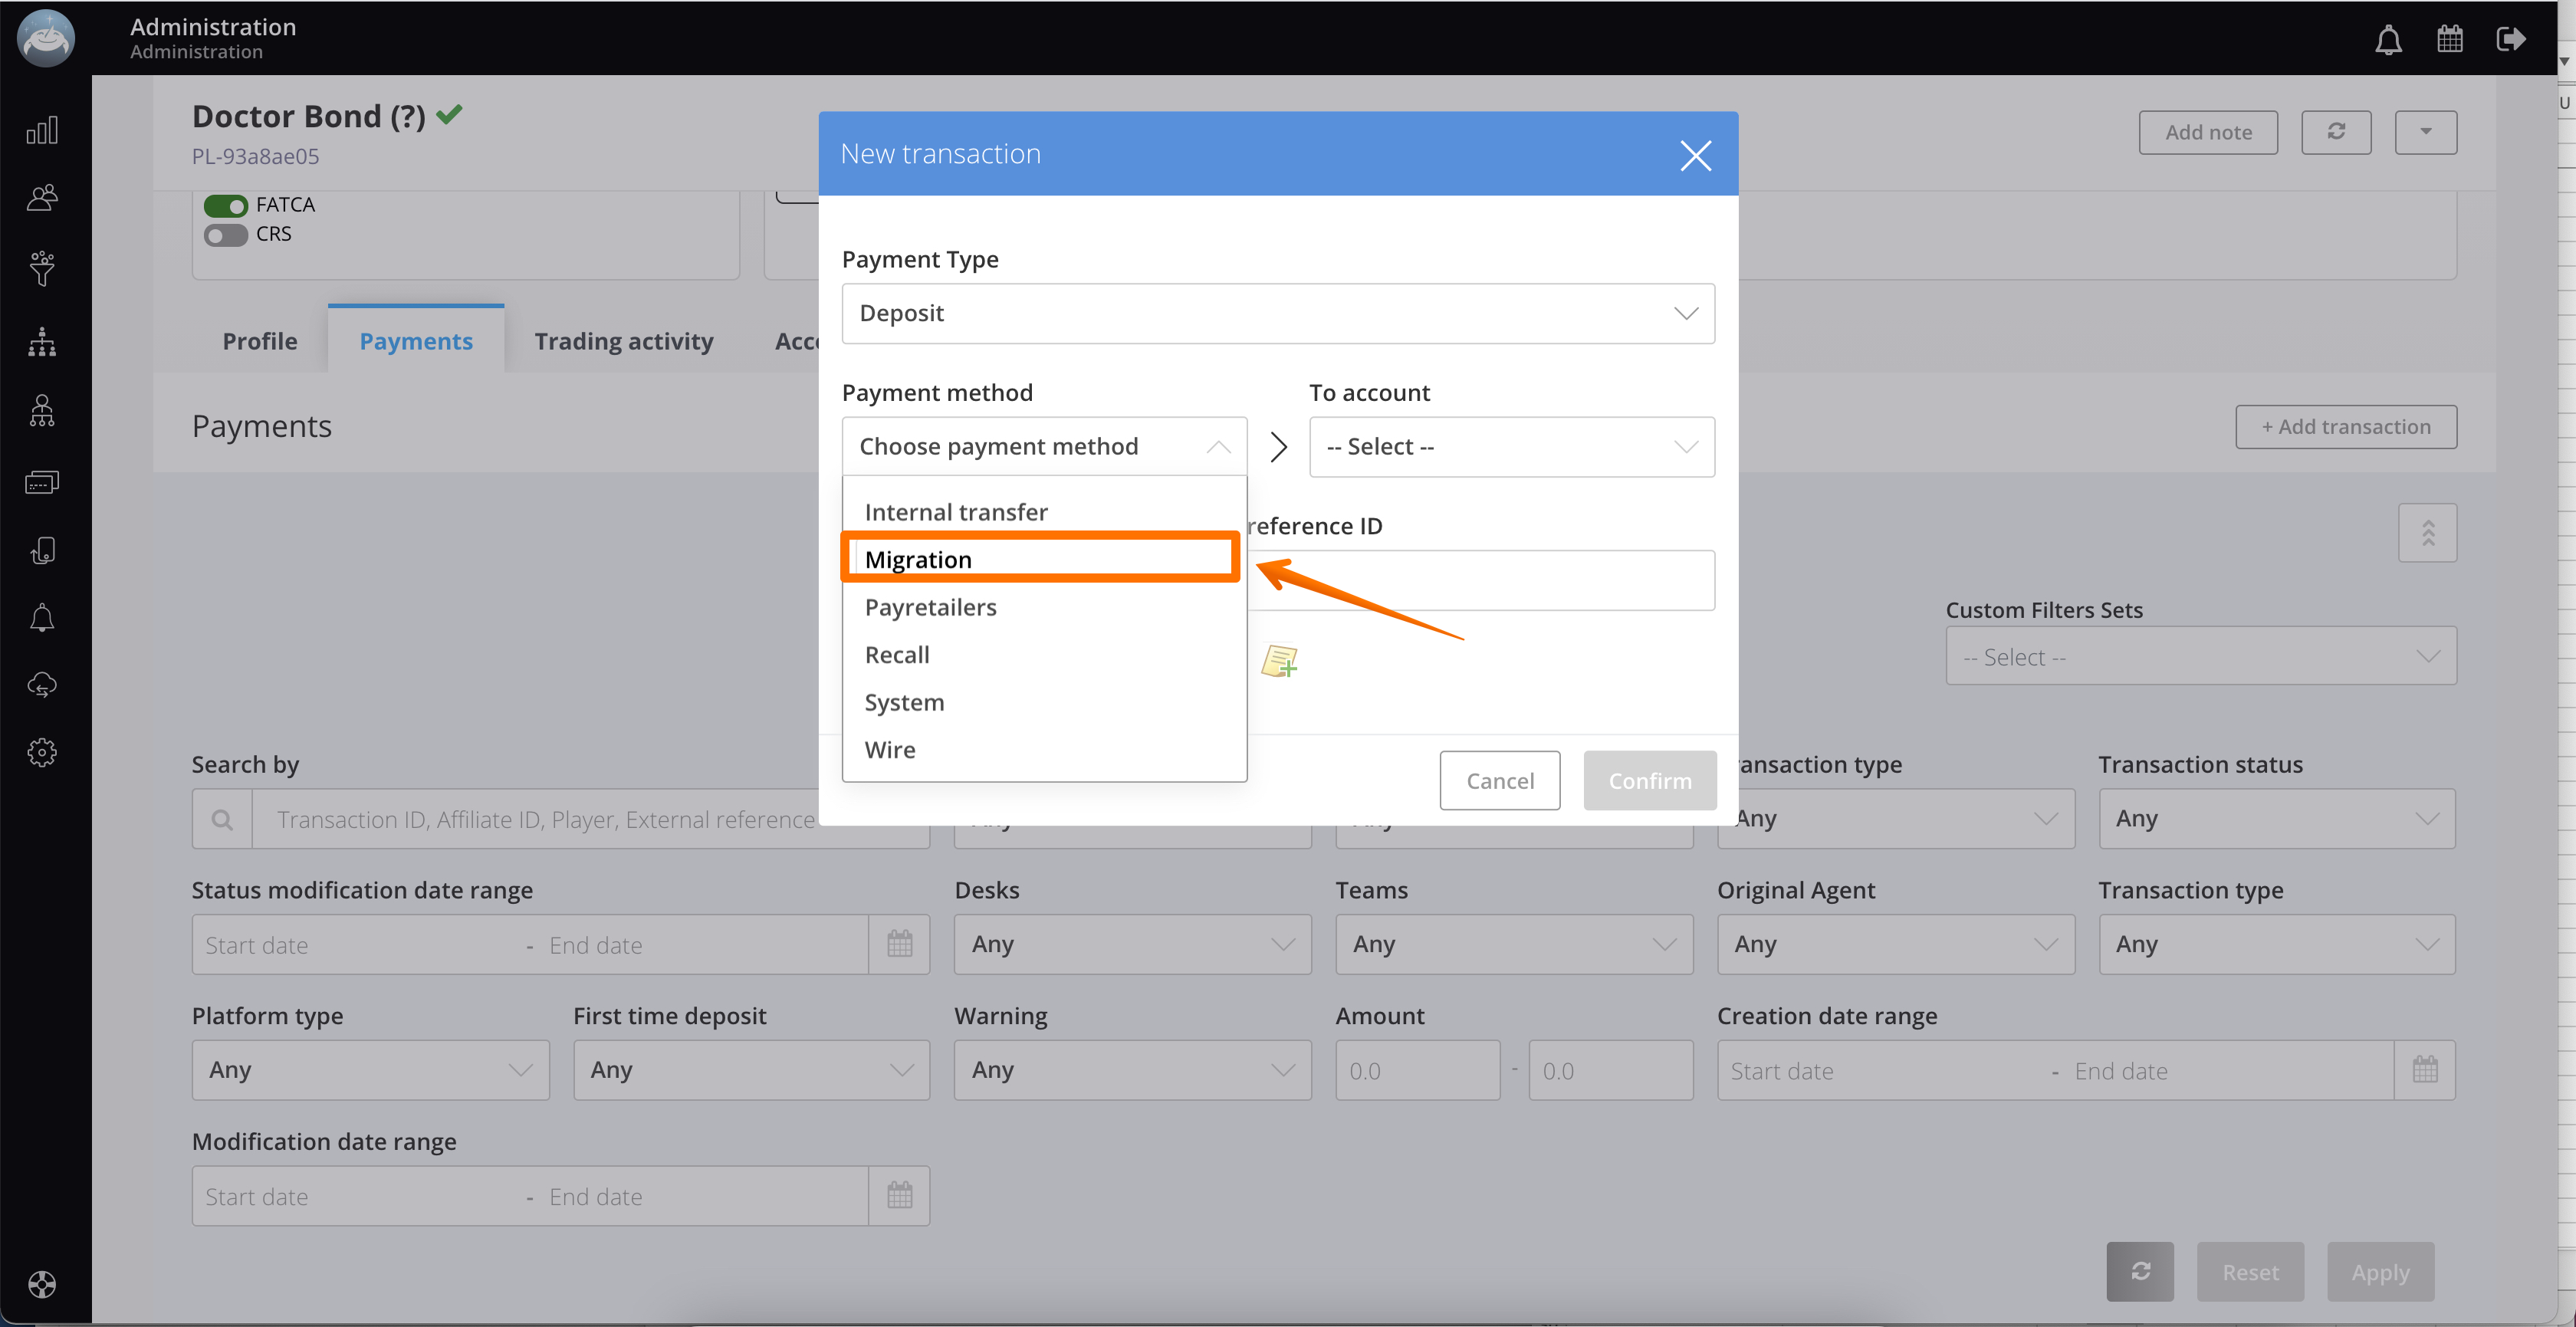 Administration
Administration
Doctor Bond (?)
PL-93a8ae05
Add note
FATCA
CRS
Profile
Payments
Trading activity
Payments
+ Add transaction
New transaction
Payment Type
Deposit
Payment method
To account
Choose payment method
-- Select --
reference ID
Internal transfer
Migration
Payretailers
Recall
System
Wire
Cancel
Confirm
Custom Filters Sets
-- Select --
Search by
Transaction status
Transaction ID, Affiliate ID, Player, External reference
Any
Any
Status modification date range
Desks
Teams
Original Agent
Transaction type
Start date - End date
Any
Any
Any
Any
Platform type
First time deposit
Warning
Amount
Creation date range
Any
Any
Any
0.0 - 0.0
Start date - End date
Modification date range
Start date - End date
Reset
Apply
U